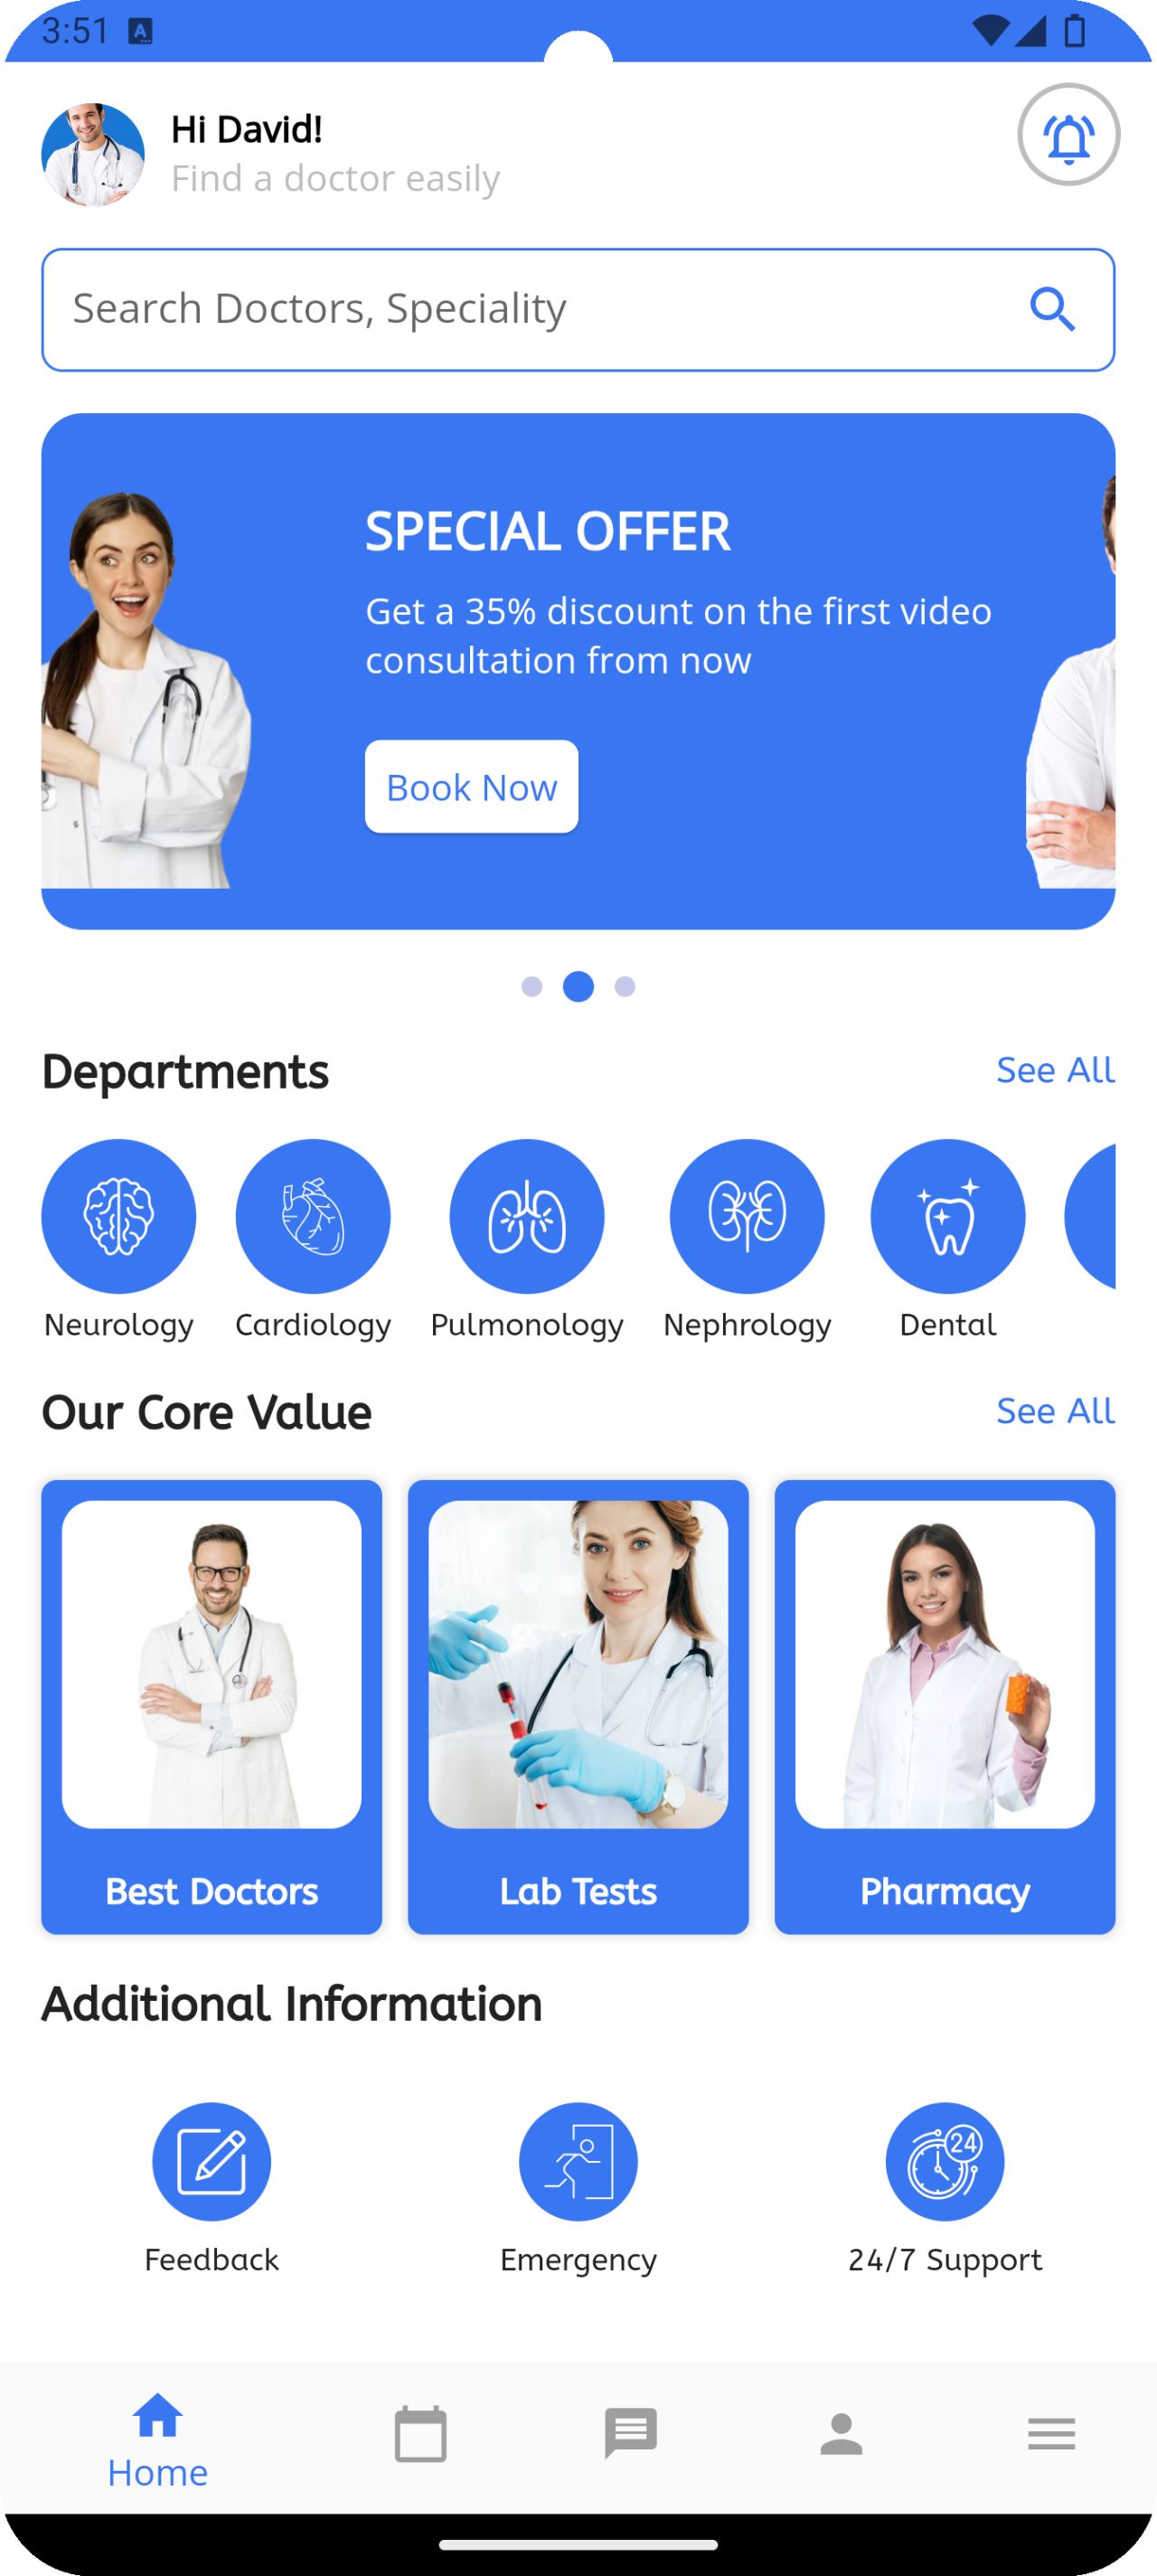 3:51
A
Hi David!
Find a doctor easily
Search Doctors, Speciality
SPECIAL OFFER
Get a 35% discount on the first video
consultation from now
Book Now
Departments
See All
Neurology
Cardiology
Pulmonology
Nephrology
Dental
Our Core Value
See All
Best Doctors
Lab Tests
Pharmacy
Additional Information
24
Feedback
Emergency
24/7 Support
Home